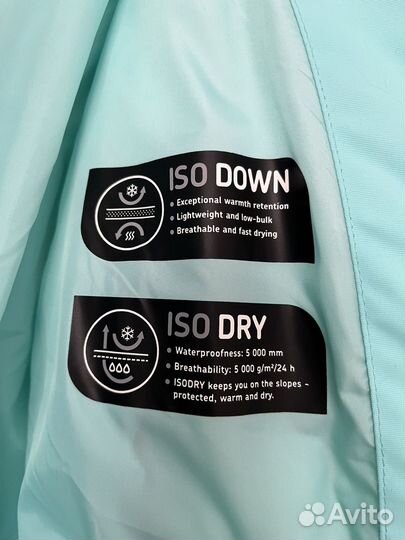 ISO DOWN
• Exceptional warmth retention
• Lightweight and low-bulk
• Breathable and fast drying
ISO DRY
• Waterproofness: 5 000 mm
• Breathability: 5 000 g/m²/24 h
• ISODRY keeps you on the slopes –
protected, warm and dry.
Avito